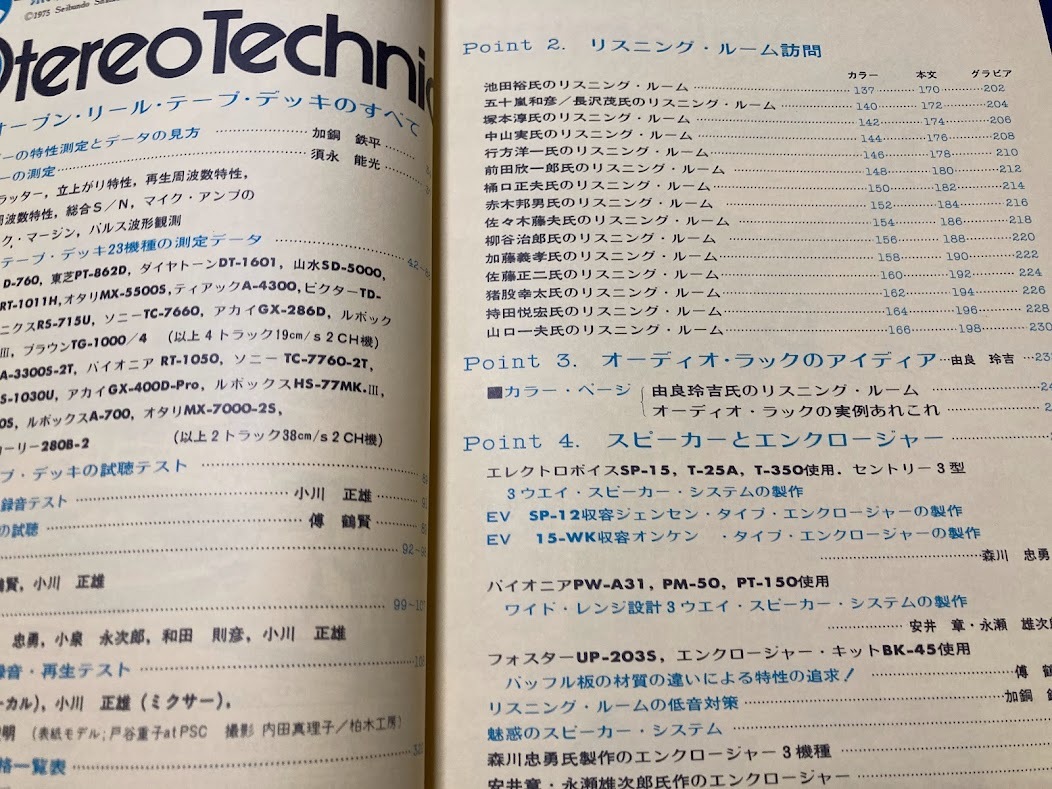 ©1975 Seibundo
StereoTechni
オープン・リール・テープ・デッキのすべて
ーの特性測定とデータの見方 加銅 鉄平
ーの測定 須永 能光
ラッター，立上がり特性，再生周波数特性，
周波数特性，総合S／N，マイク・アンプの
ク・マージン，パルス波形観測
テープ・デッキ23機種の測定データ 42〜
D-760，東芝PT-862D，ダイヤトーンDT-1601，山水SD-5000，
RT-1011H，オタリMX-5500S，ティアックA-4300，ビクターTD-
ニクスRS-715U，ソニーTC-7660，アカイGX-286D，ルボック
Ⅲ，ブラウンTG-1000／4 （以上4トラック19cm/s 2 CH機）
A-3300S-2T，パイオニア RT-1050，ソニー TC-7760-2T，
S-1030U，アカイGX-400D-Pro，ルボックスHS-77MK.Ⅲ，
0S，ルボックスA-700，オタリMX-7000-2S，
ーリー280B-2 （以上2トラック38cm/s 2 CH機）
プ・デッキの試聴テスト
録音テスト 小川 正雄
の試聴 傅 鶴賢
92〜
鶴賢，小川 正雄
99〜107
忠勇，小泉 永次郎，和田 則彦，小川 正雄
録音・再生テスト 108
ーカル），小川 正雄（ミクサー），
明 （表紙モデル；戸谷重子at PSC 撮影 内田真理子／柏木工房）
格一覧表
Point 2. リスニング・ルーム訪問
カラー 本文 グラビア
池田裕氏のリスニング・ルーム 137 170 202
五十嵐和彦／長沢茂氏のリスニング・ルーム 140 172 204
塚本淳氏のリスニング・ルーム 142 174 206
中山実氏のリスニング・ルーム 144 176 208
行方洋一氏のリスニング・ルーム 146 178 210
前田欣一郎氏のリスニング・ルーム 148 180 212
樋口正夫氏のリスニング・ルーム 150 182 214
赤木邦男氏のリスニング・ルーム 152 184 216
佐々木藤夫氏のリスニング・ルーム 154 186 218
柳谷治郎氏のリスニング・ルーム 156 188 220
加藤義孝氏のリスニング・ルーム 158 190 222
佐藤正二氏のリスニング・ルーム 160 192 224
猪股幸太氏のリスニング・ルーム 162 194 226
持田悦宏氏のリスニング・ルーム 164 196 228
山口一夫氏のリスニング・ルーム 166 198 230
Point 3. オーディオ・ラックのアイディア 由良 玲吉 23
■カラー・ページ 由良玲吉氏のリスニング・ルーム 24
オーディオ・ラックの実例あれこれ 2
Point 4. スピーカーとエンクロージャー
エレクトロボイスSP-15，T-25A，T-350使用．セントリー3型
3ウエイ・スピーカー・システムの製作
EV SP-12収容ジェンセン・タイプ・エンクロージャーの製作
EV 15-WK収容オンケン ・タイプ・エンクロージャーの製作
森川 忠勇
パイオニアPW-A31，PM-50，PT-150使用
ワイド・レンジ設計3ウエイ・スピーカー・システムの製作
安井 章・永瀬 雄次郎
フォスターUP-203S，エンクロージャー・キットBK-45使用
バッフル板の材質の違いによる特性の追求！ 傅 鶴
リスニング・ルームの低音対策 加銅
魅惑のスピーカー・システム
森川忠勇氏製作のエンクロージャー3機種
安井章・永瀬雄次郎氏作のエンクロージャー